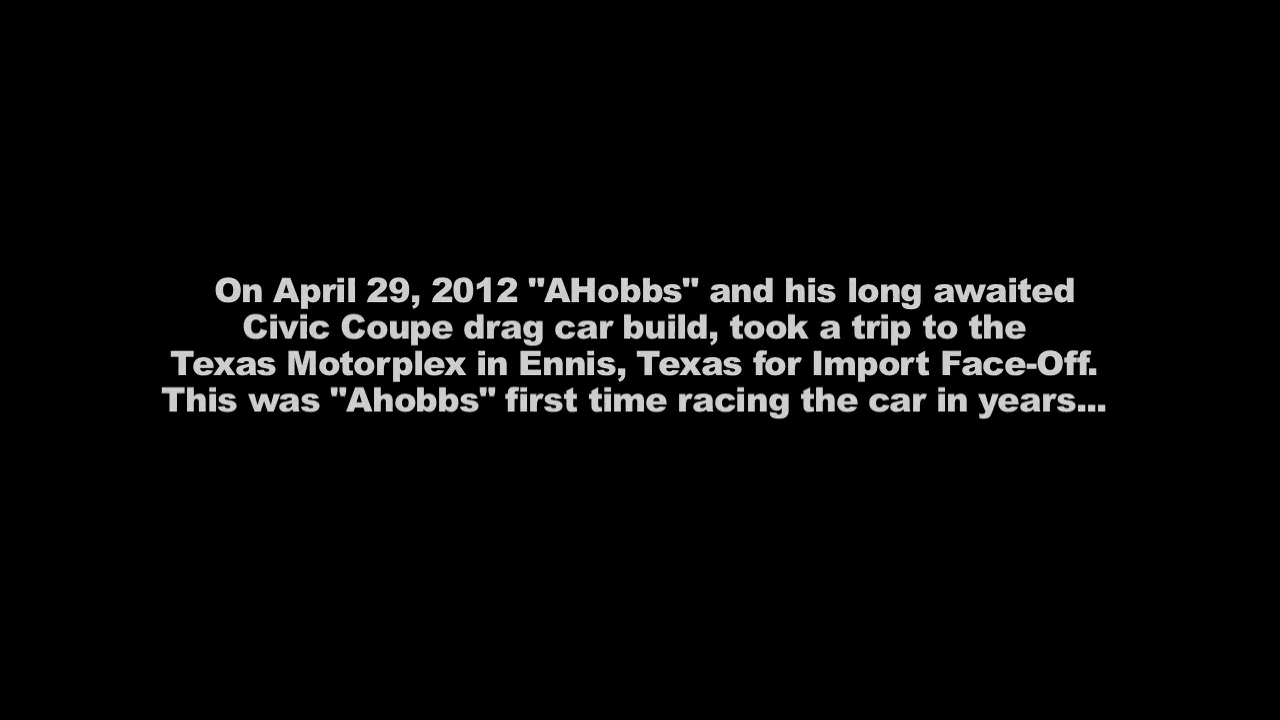 On April 29, 2012 "AHobbs" and his long awaited
Civic Coupe drag car build, took a trip to the
Texas Motorplex in Ennis, Texas for Import Face-Off.
This was "Ahobbs" first time racing the car in years...